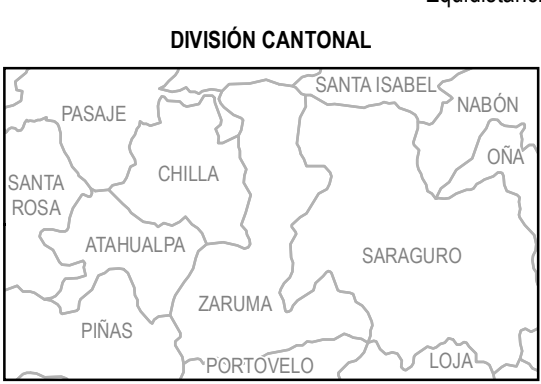 DIVISIÓN CANTONAL
SANTA ISABEL
NABÓN
PASAJE
OÑA
CHILLA
SANTA
ROSA
ATAHUALPA
SARAGURO
ZARUMA
PIÑAS
PORTOVELO
LOJA